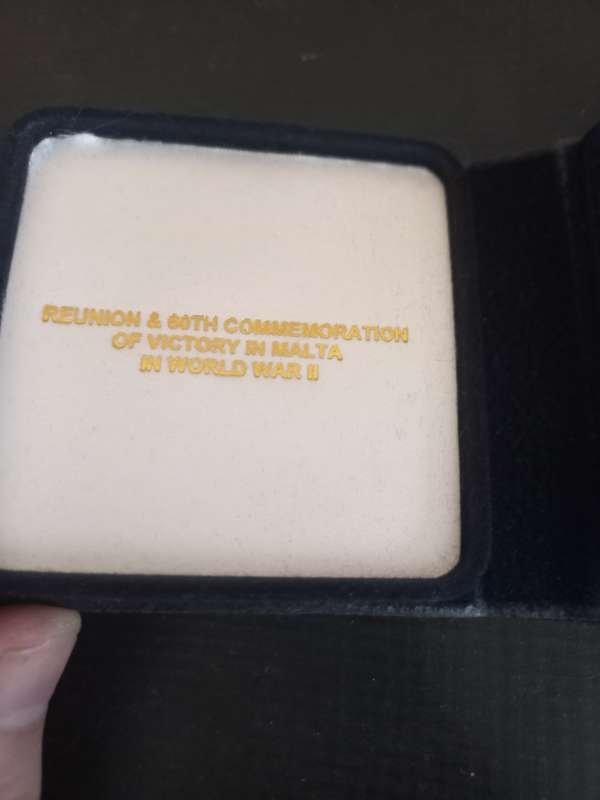 REUNION & 60TH COMMEMORATION
OF VICTORY IN MALTA
IN WORLD WAR II